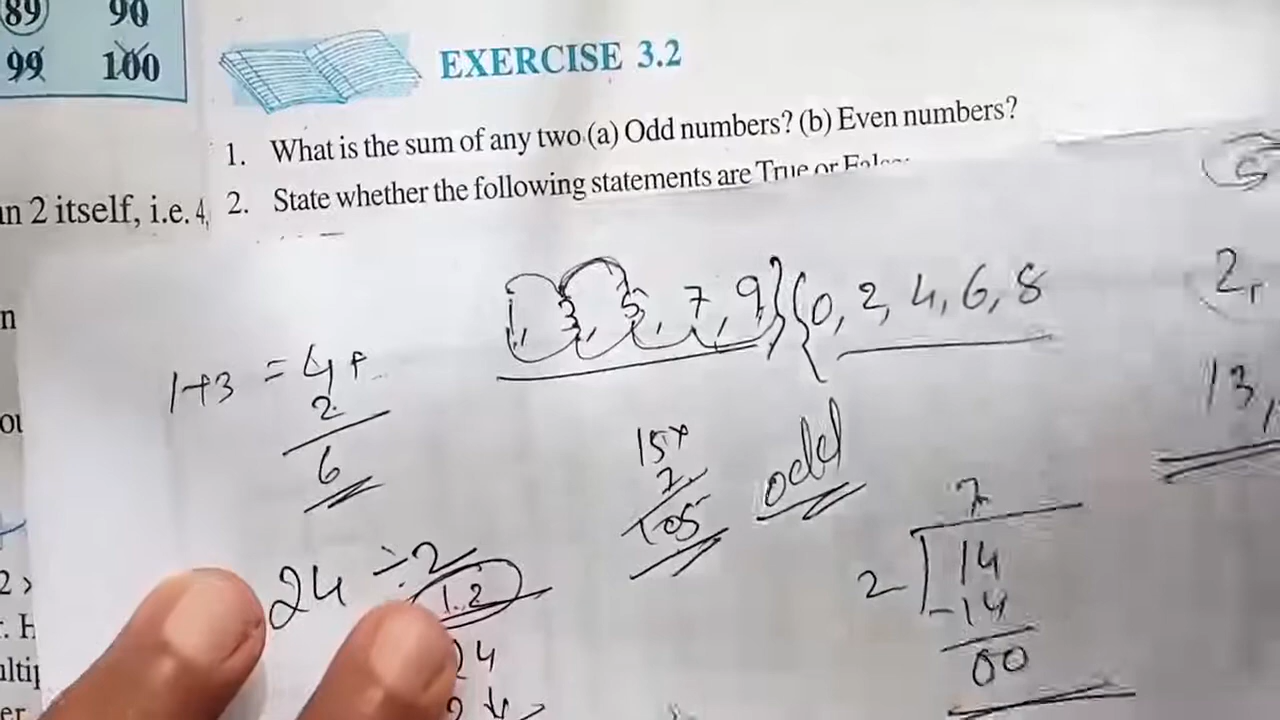 89 90
99 100
EXERCISE 3.2
1. What is the sum of any two (a) Odd numbers? (b) Even numbers?
an 2 itself, i.e. 4,
2. State whether the following statements are True or False:
1, 3, 5, 7, 9} {0, 2, 4, 6, 8
2,
13,
1+3 = 4 +
2
6
15×
7
105
odd
24 ÷ 2
12
24
7
2 14
-14
00